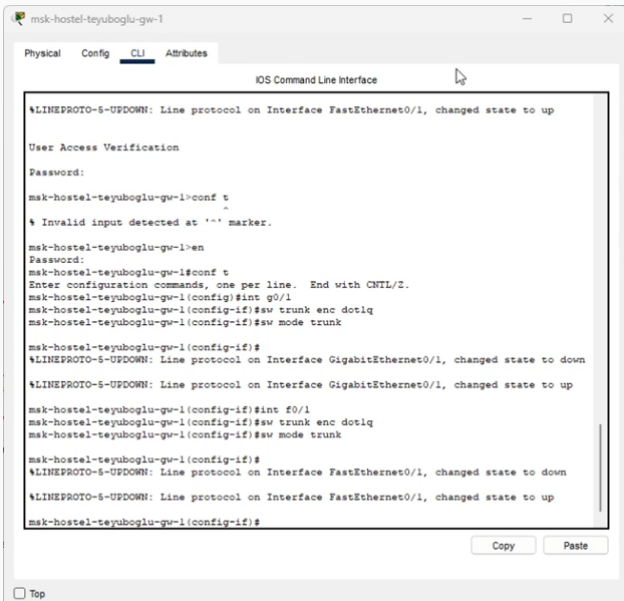 msk-hostel-teyuboglu-gw-1
Physical Config CLI Attributes
IOS Command Line Interface
%LINEPROTO-5-UPDOWN: Line protocol on Interface FastEthernet0/1, changed state to up
User Access Verification
Password:
msk-hostel-teyuboglu-gw-1>conf t
^
% Invalid input detected at '^' marker.
msk-hostel-teyuboglu-gw-1>en
Password:
msk-hostel-teyuboglu-gw-1#conf t
Enter configuration commands, one per line. End with CNTL/Z.
msk-hostel-teyuboglu-gw-1(config)#int g0/1
msk-hostel-teyuboglu-gw-1(config-if)#sw trunk enc dot1q
msk-hostel-teyuboglu-gw-1(config-if)#sw mode trunk
msk-hostel-teyuboglu-gw-1(config-if)#
%LINEPROTO-5-UPDOWN: Line protocol on Interface GigabitEthernet0/1, changed state to down
%LINEPROTO-5-UPDOWN: Line protocol on Interface GigabitEthernet0/1, changed state to up
msk-hostel-teyuboglu-gw-1(config-if)#int f0/1
msk-hostel-teyuboglu-gw-1(config-if)#sw trunk enc dot1q
msk-hostel-teyuboglu-gw-1(config-if)#sw mode trunk
msk-hostel-teyuboglu-gw-1(config-if)#
%LINEPROTO-5-UPDOWN: Line protocol on Interface FastEthernet0/1, changed state to down
%LINEPROTO-5-UPDOWN: Line protocol on Interface FastEthernet0/1, changed state to up
msk-hostel-teyuboglu-gw-1(config-if)#
Copy Paste
Top